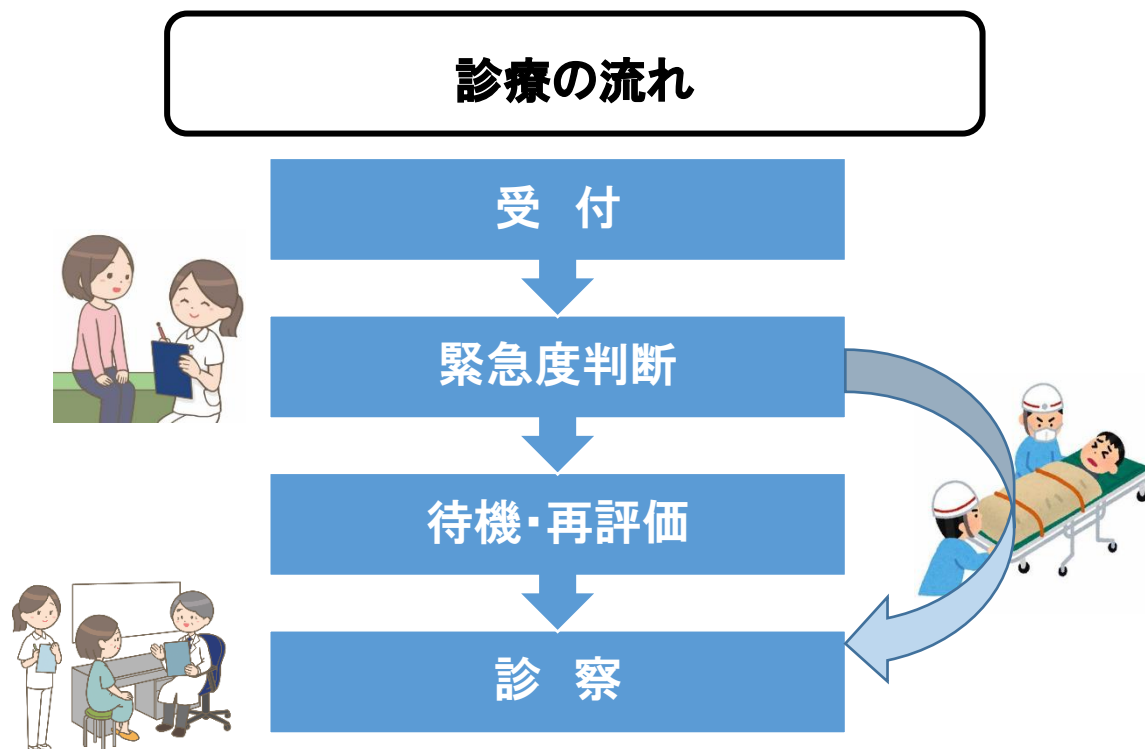 診療の流れ
受　付
緊急度判断
待機・再評価
診　察